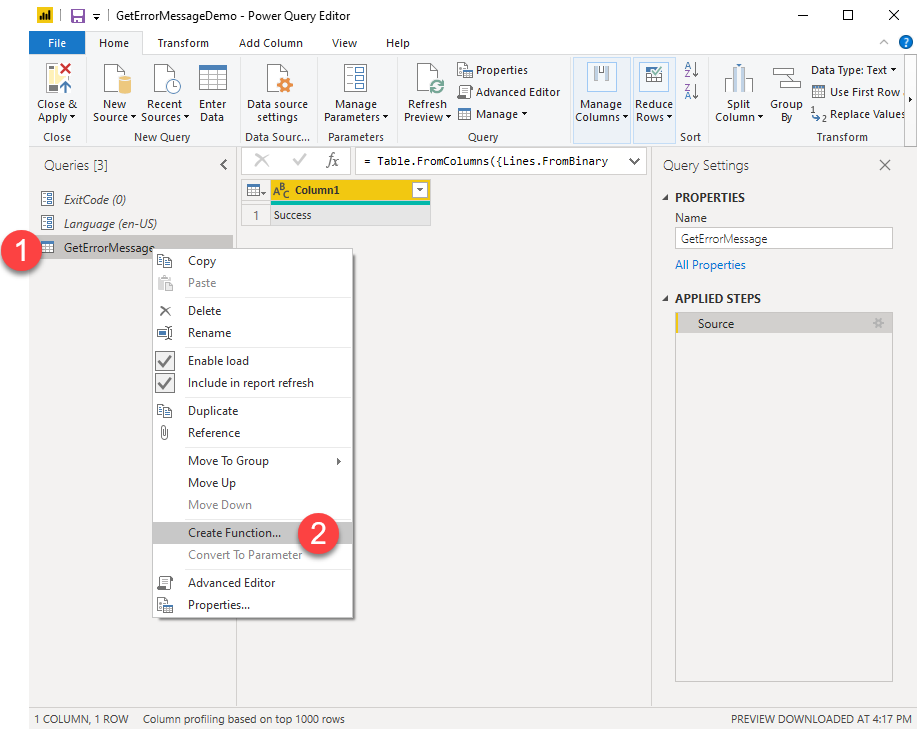 GetErrorMessageDemo - Power Query Editor
File Home Transform Add Column View Help
Close & Apply
New Source
Recent Sources
Enter Data
Data source settings
Manage Parameters
Refresh Preview
Properties
Advanced Editor
Manage
Manage Columns
Reduce Rows
Split Column
Group By
Data Type: Text
Use First Row
Replace Values
Close New Query Data Sourc... Parameters Query Sort Transform
Queries [3]
ExitCode (0)
Language (en-US)
GetErrorMessage
1
fx = Table.FromColumns({Lines.FromBinary
ABC Column1
1 Success
Copy
Paste
Delete
Rename
Enable load
Include in report refresh
Duplicate
Reference
Move To Group
Move Up
Move Down
Create Function...
2
Convert To Parameter
Advanced Editor
Properties...
Query Settings
PROPERTIES
Name
GetErrorMessage
All Properties
APPLIED STEPS
Source
1 COLUMN, 1 ROW Column profiling based on top 1000 rows PREVIEW DOWNLOADED AT 4:17 PM